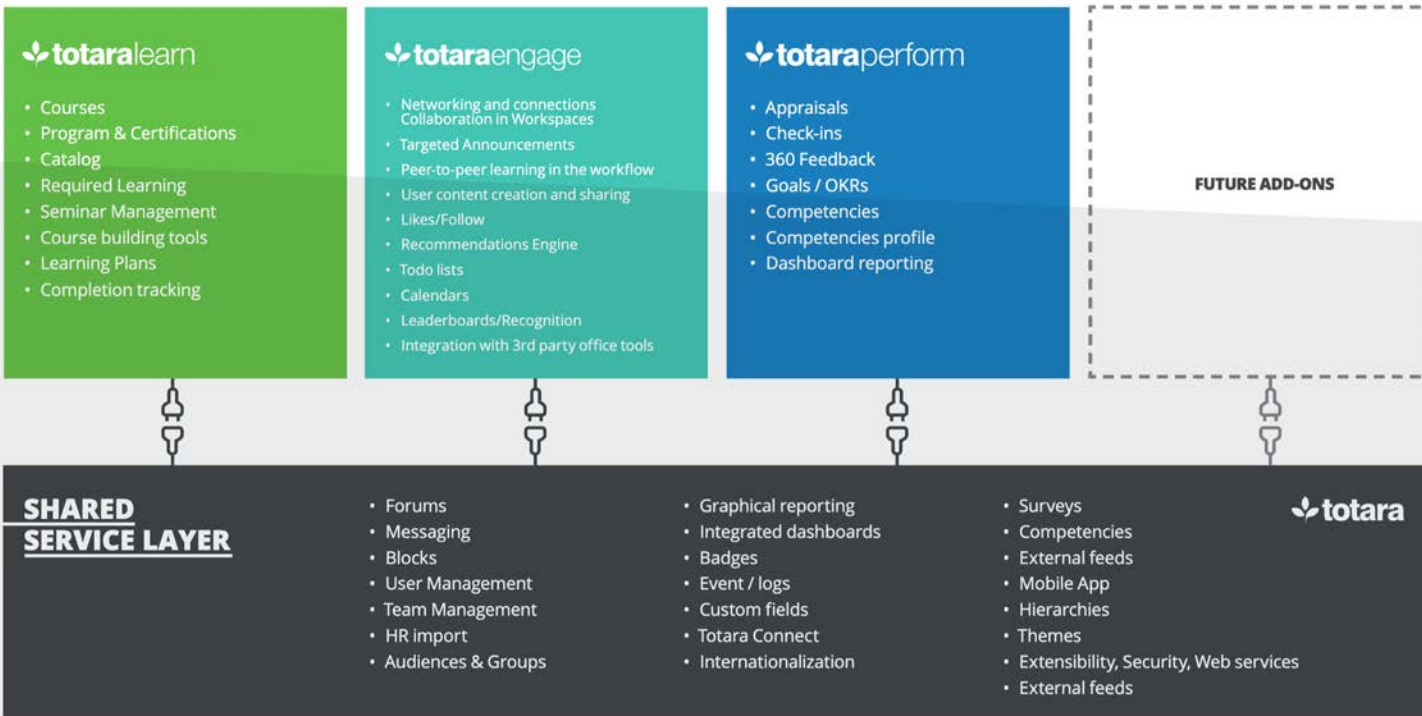 totaralearn
• Courses
• Program & Certifications
• Catalog
• Required Learning
• Seminar Management
• Course building tools
• Learning Plans
• Completion tracking
totaraengage
• Networking and connections
Collaboration in Workspaces
• Targeted Announcements
• Peer-to-peer learning in the workflow
• User content creation and sharing
• Likes/Follow
• Recommendations Engine
• Todo lists
• Calendars
• Leaderboards/Recognition
• Integration with 3rd party office tools
totaraperform
• Appraisals
• Check-ins
• 360 Feedback
• Goals / OKRs
• Competencies
• Competencies profile
• Dashboard reporting
FUTURE ADD-ONS
SHARED
SERVICE LAYER
• Forums
• Messaging
• Blocks
• User Management
• Team Management
• HR import
• Audiences & Groups
• Graphical reporting
• Integrated dashboards
• Badges
• Event / logs
• Custom fields
• Totara Connect
• Internationalization
• Surveys
• Competencies
• External feeds
• Mobile App
• Hierarchies
• Themes
• Extensibility, Security, Web services
• External feeds
totara